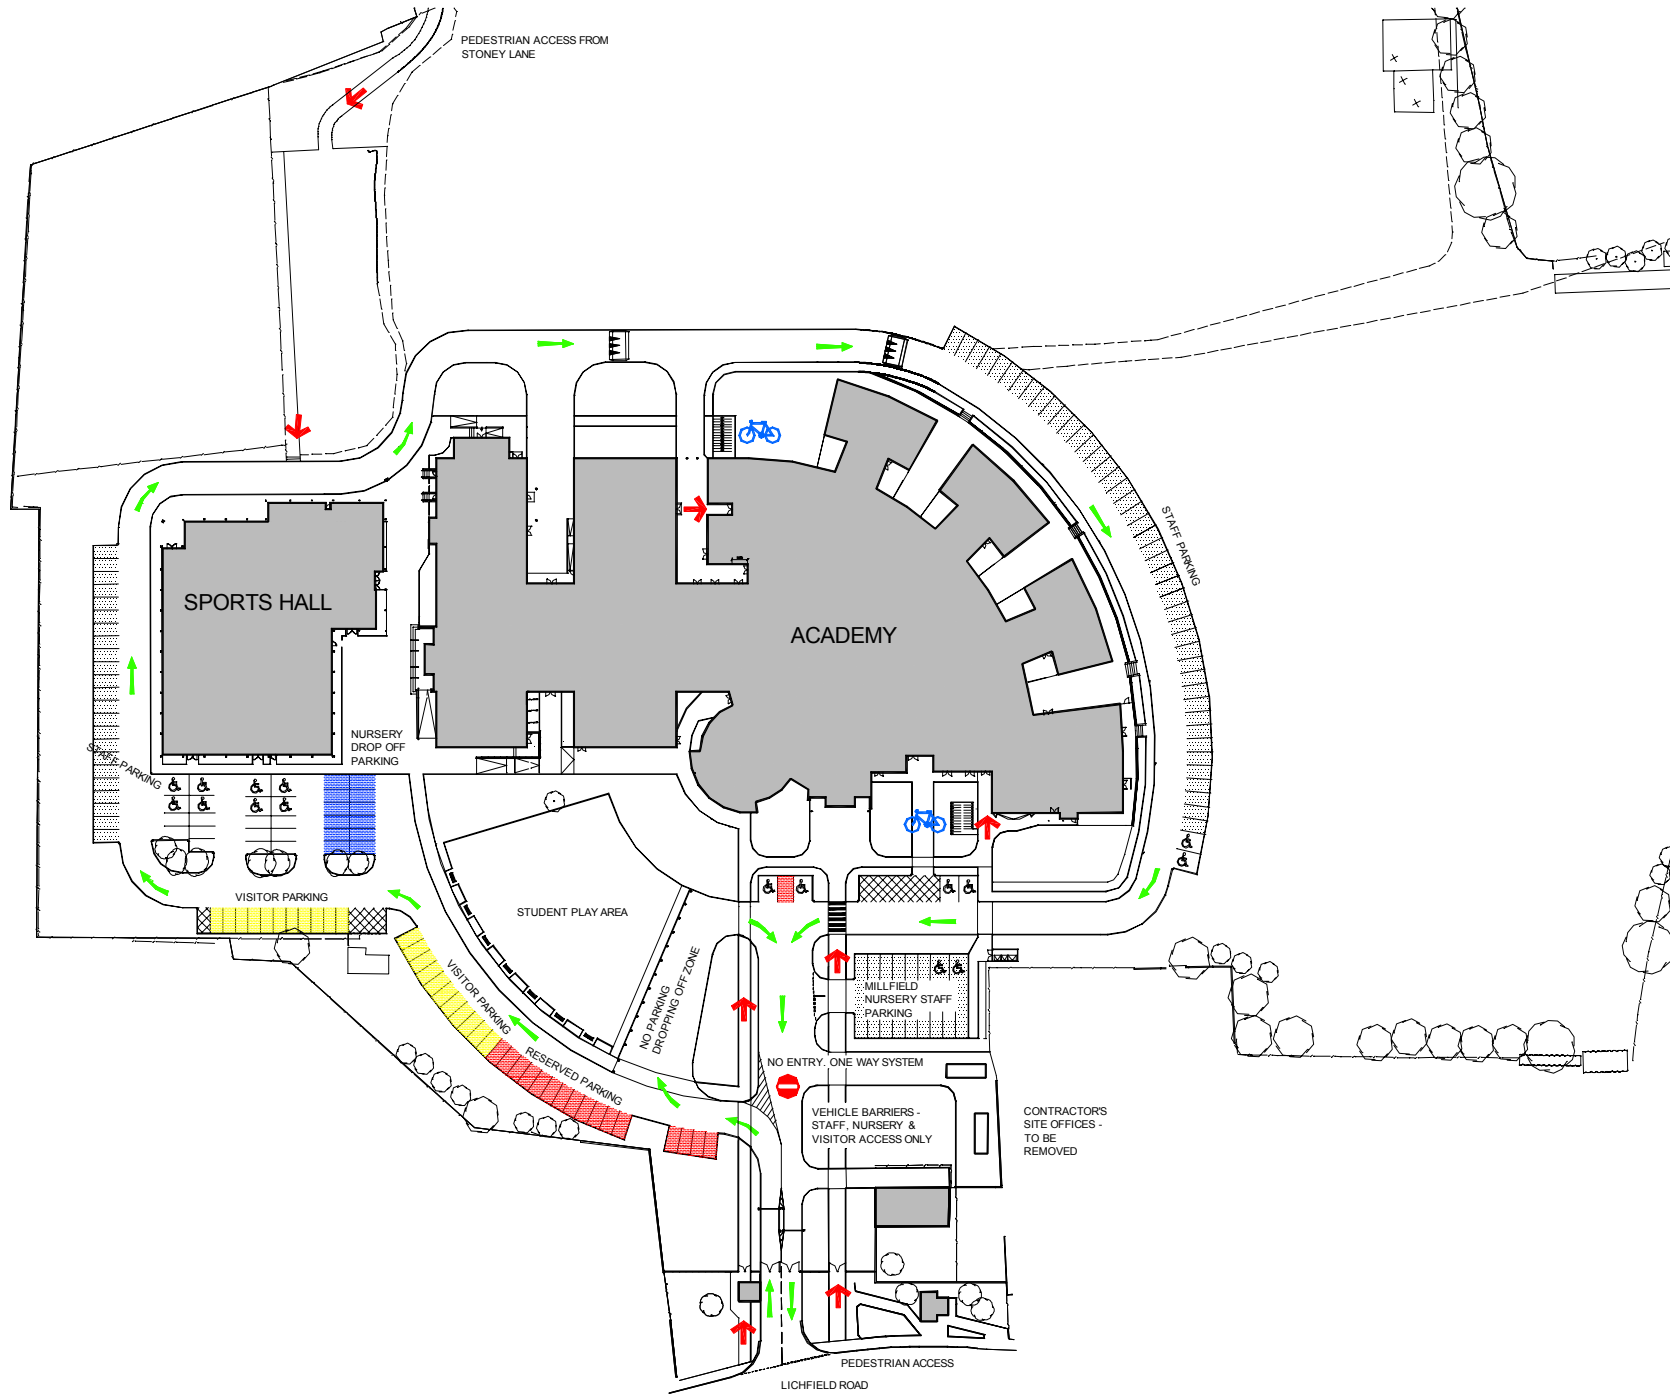 PEDESTRIAN ACCESS FROM
STONEY LANE
STAFF PARKING
SPORTS HALL
ACADEMY
NURSERY
DROP OFF
PARKING
STAFF PARKING
VISITOR PARKING
STUDENT PLAY AREA
VISITOR PARKING
NO PARKING
DROPPING OFF ZONE
MILLFIELD
NURSERY STAFF
PARKING
RESERVED PARKING
NO ENTRY. ONE WAY SYSTEM
VEHICLE BARRIERS -
STAFF, NURSERY &
VISITOR ACCESS ONLY
CONTRACTOR'S
SITE OFFICES -
TO BE
REMOVED
PEDESTRIAN ACCESS
LICHFIELD ROAD